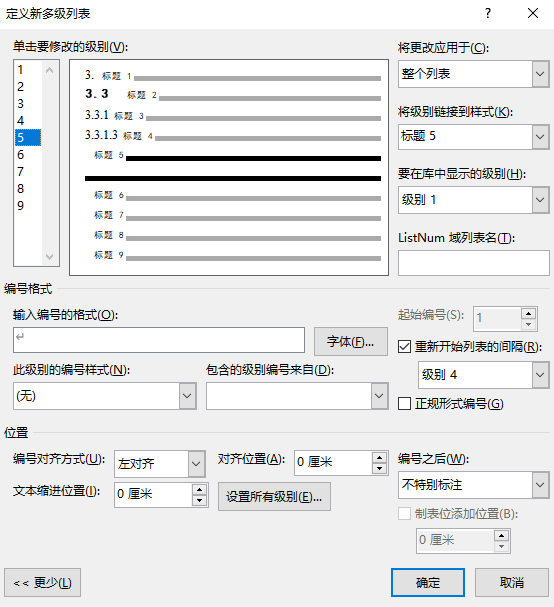 定义新多级列表
单击要修改的级别(V):
将更改应用于(C):
1
2
3
4
5
6
7
8
9
3. 标题 1
3.3 标题 2
3.3.1 标题 3
3.3.1.3 标题 4
标题 5
标题 6
标题 7
标题 8
标题 9
整个列表
将级别链接到样式(K):
标题 5
要在库中显示的级别(H):
级别 1
ListNum 域列表名(T):
编号格式
输入编号的格式(O):
字体(F)...
起始编号(S):
1
重新开始列表的间隔(R):
此级别的编号样式(N):
包含的级别编号来自(D):
(无)
级别 4
正规形式编号(G)
位置
编号对齐方式(U):
左对齐
对齐位置(A):
0 厘米
编号之后(W):
不特别标注
文本缩进位置(I):
0 厘米
设置所有级别(E)...
制表位添加位置(B):
0 厘米
<< 更少(L)
确定
取消